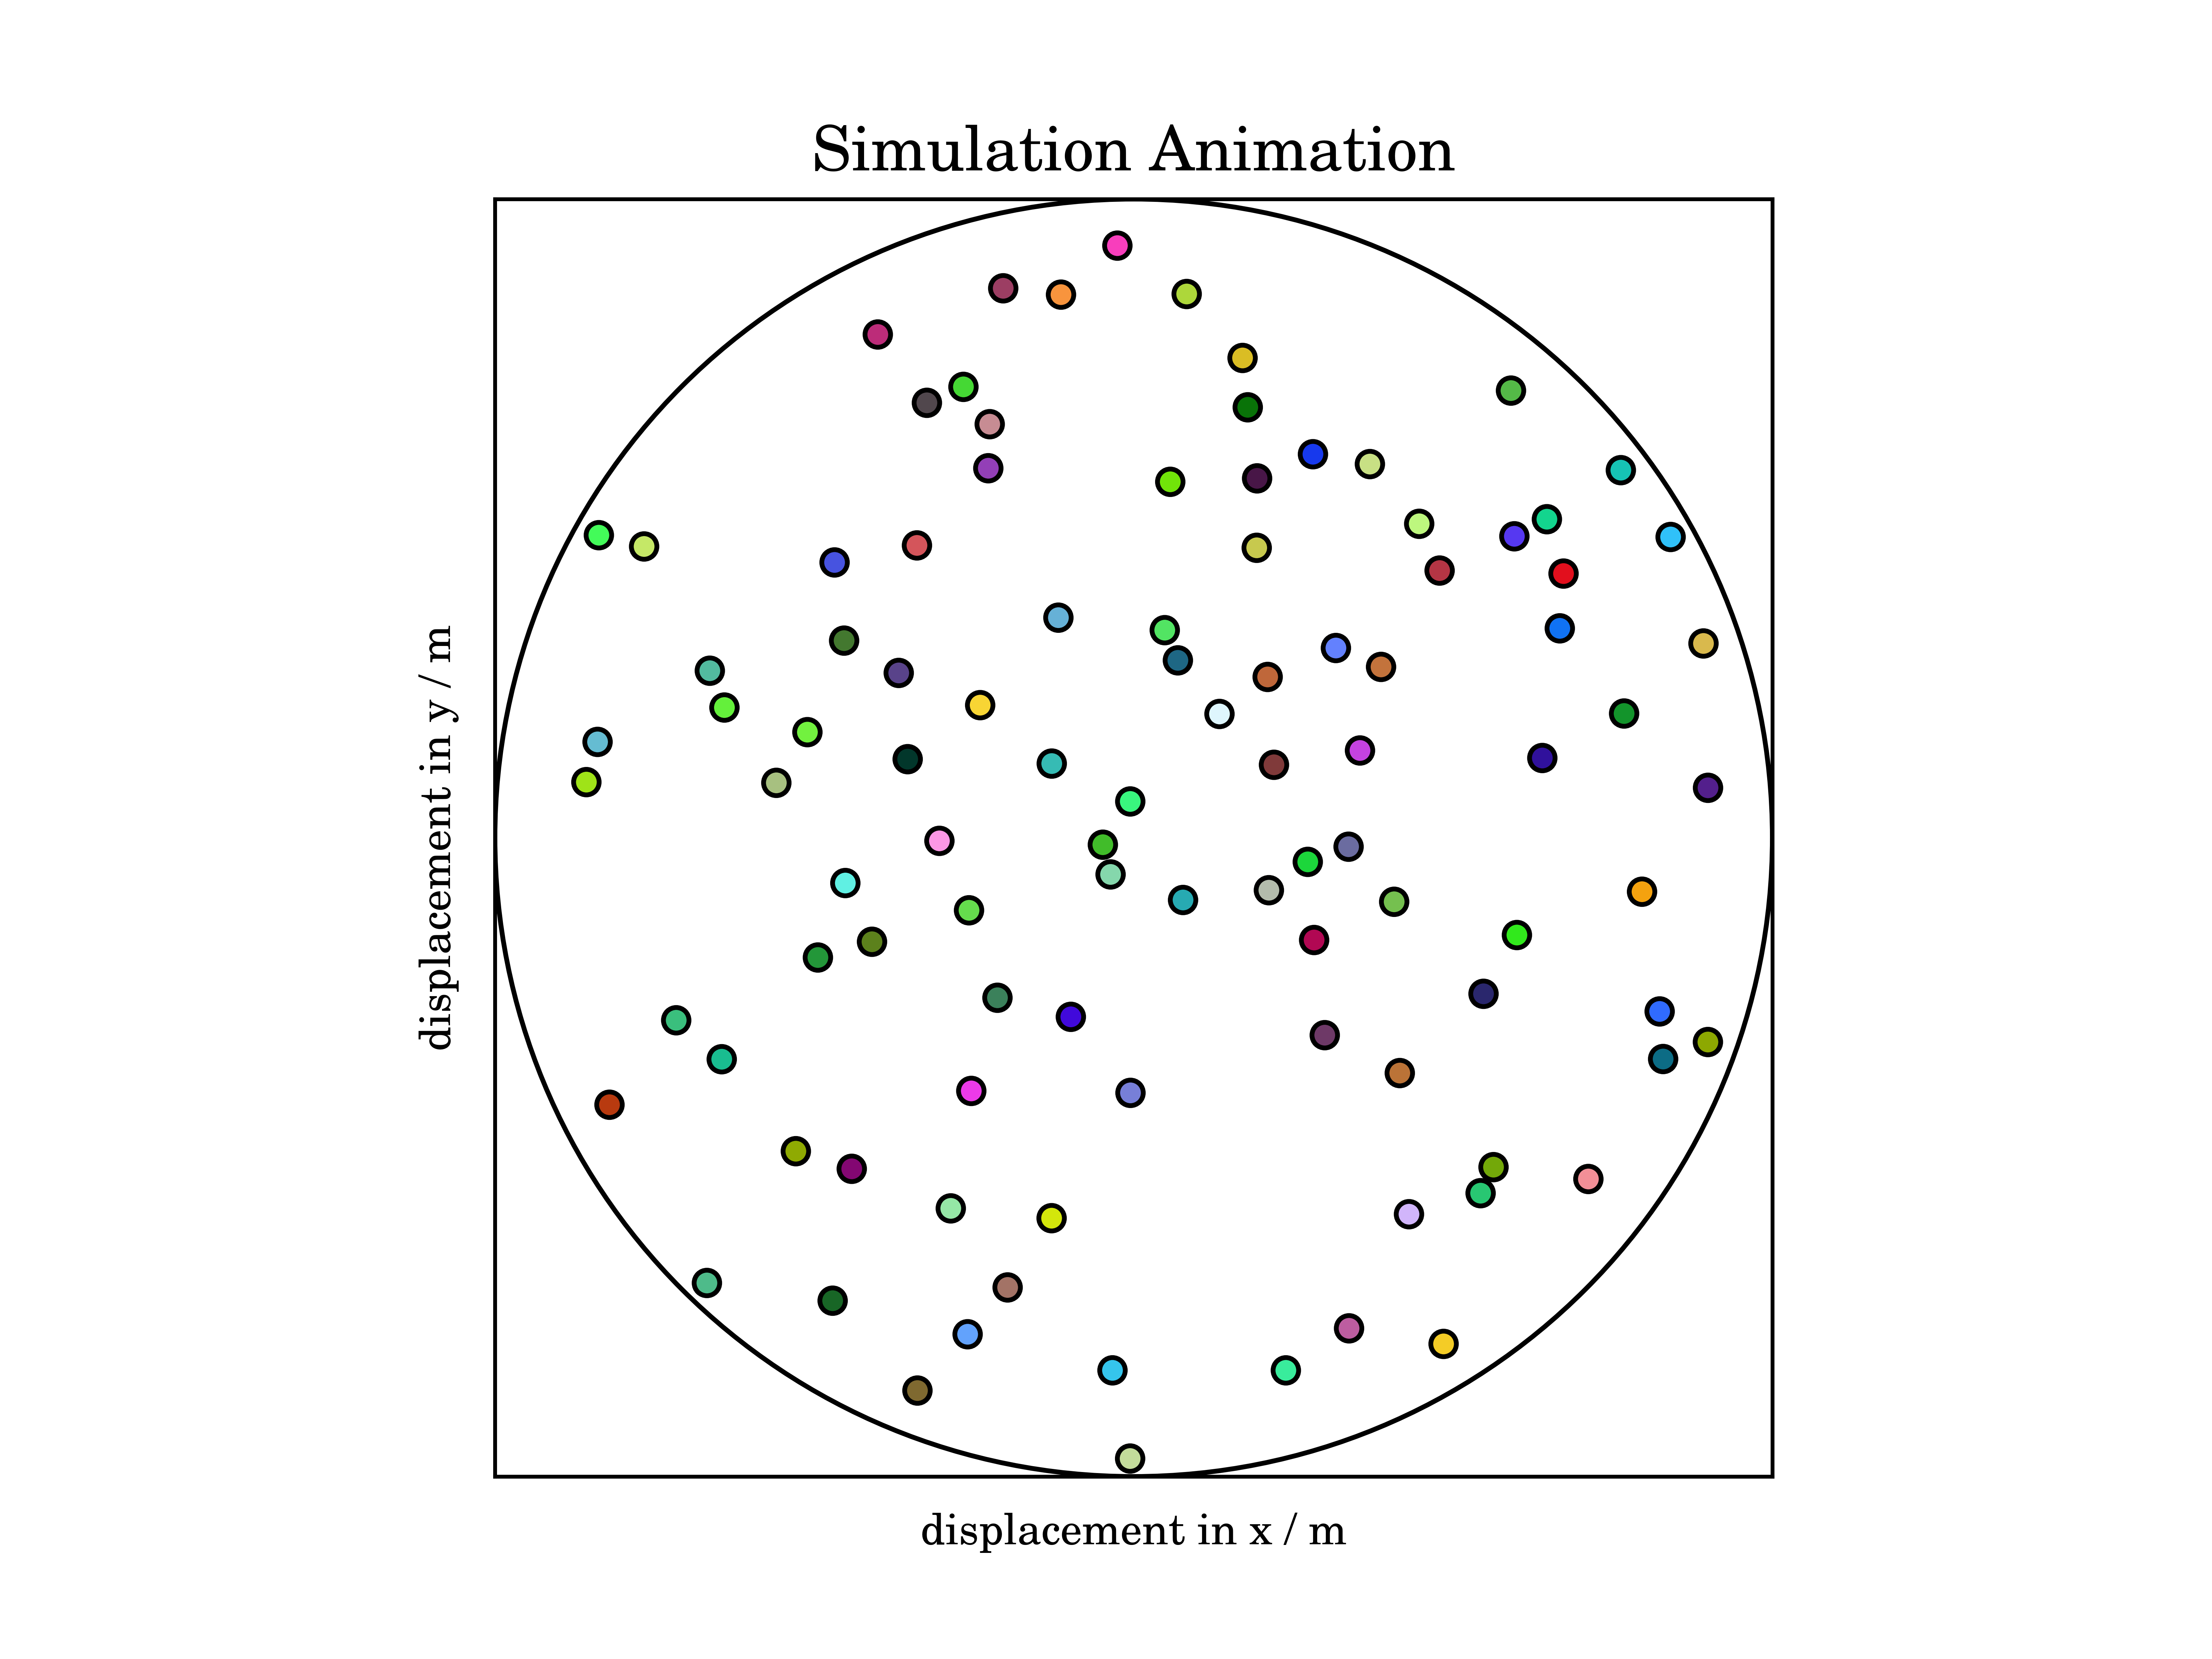 Simulation Animation
displacement in y / m
displacement in x / m